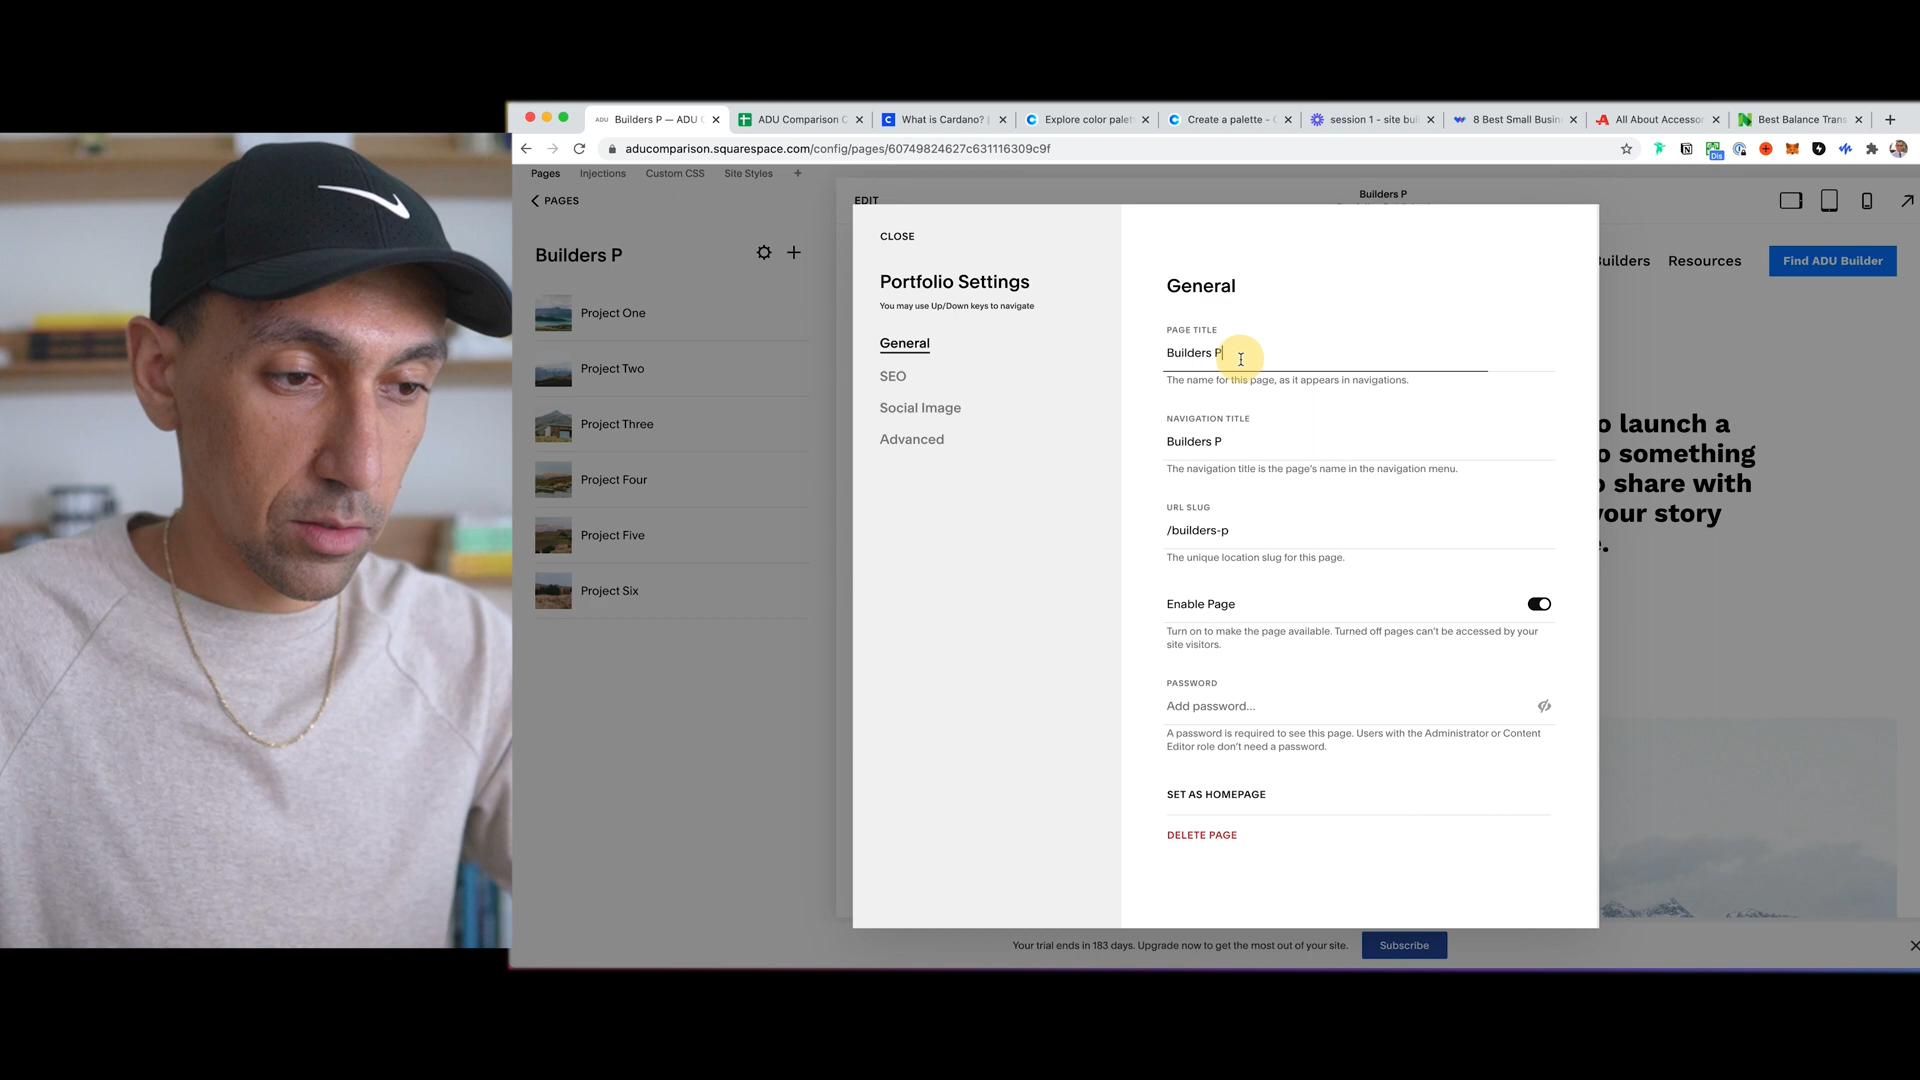 ADU Builders P — ADU C
ADU Comparison C
What is Cardano? |
Explore color palet
Create a palette - C
session 1 - site bui
8 Best Small Busin
All About Accessor
Best Balance Trans
aducomparison.squarespace.com/config/pages/60749824627c631116309c9f
Dis
Pages Injections Custom CSS Site Styles +
PAGES
EDIT
Builders P
Builders P
Project One
Project Two
Project Three
Project Four
Project Five
Project Six
CLOSE
Portfolio Settings
You may use Up/Down keys to navigate
General
SEO
Social Image
Advanced
General
PAGE TITLE
Builders P
The name for this page, as it appears in navigations.
NAVIGATION TITLE
Builders P
The navigation title is the page's name in the navigation menu.
URL SLUG
/builders-p
The unique location slug for this page.
Enable Page
Turn on to make the page available. Turned off pages can't be accessed by your
site visitors.
PASSWORD
Add password...
A password is required to see this page. Users with the Administrator or Content
Editor role don't need a password.
SET AS HOMEPAGE
DELETE PAGE
Builders Resources Find ADU Builder
o launch a
o something
o share with
your story
e.
Your trial ends in 183 days. Upgrade now to get the most out of your site. Subscribe